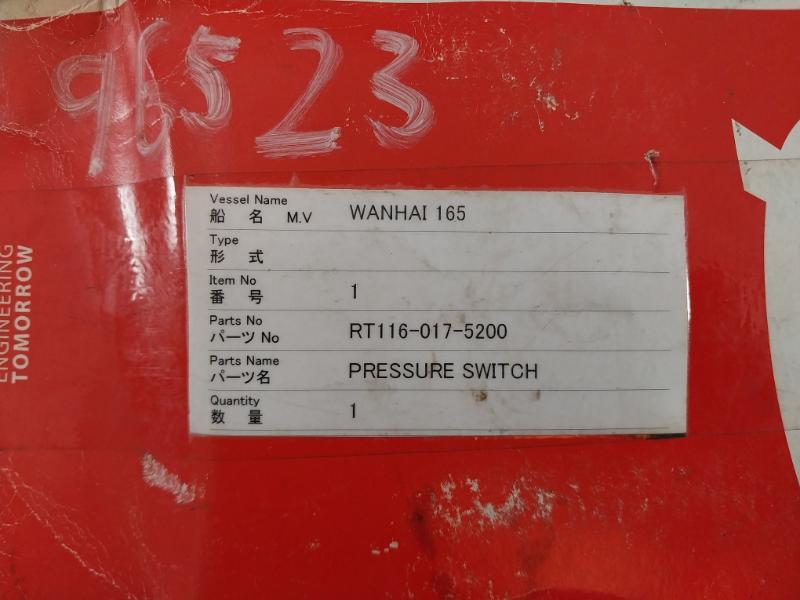 96523
Vessel Name
船 名 M.V WANHAI 165
Type
形 式
Item No
番 号 1
Parts No
パーツ No RT116-017-5200
Parts Name
パーツ名 PRESSURE SWITCH
Quantity
数 量 1
ENGINEERING
TOMORROW